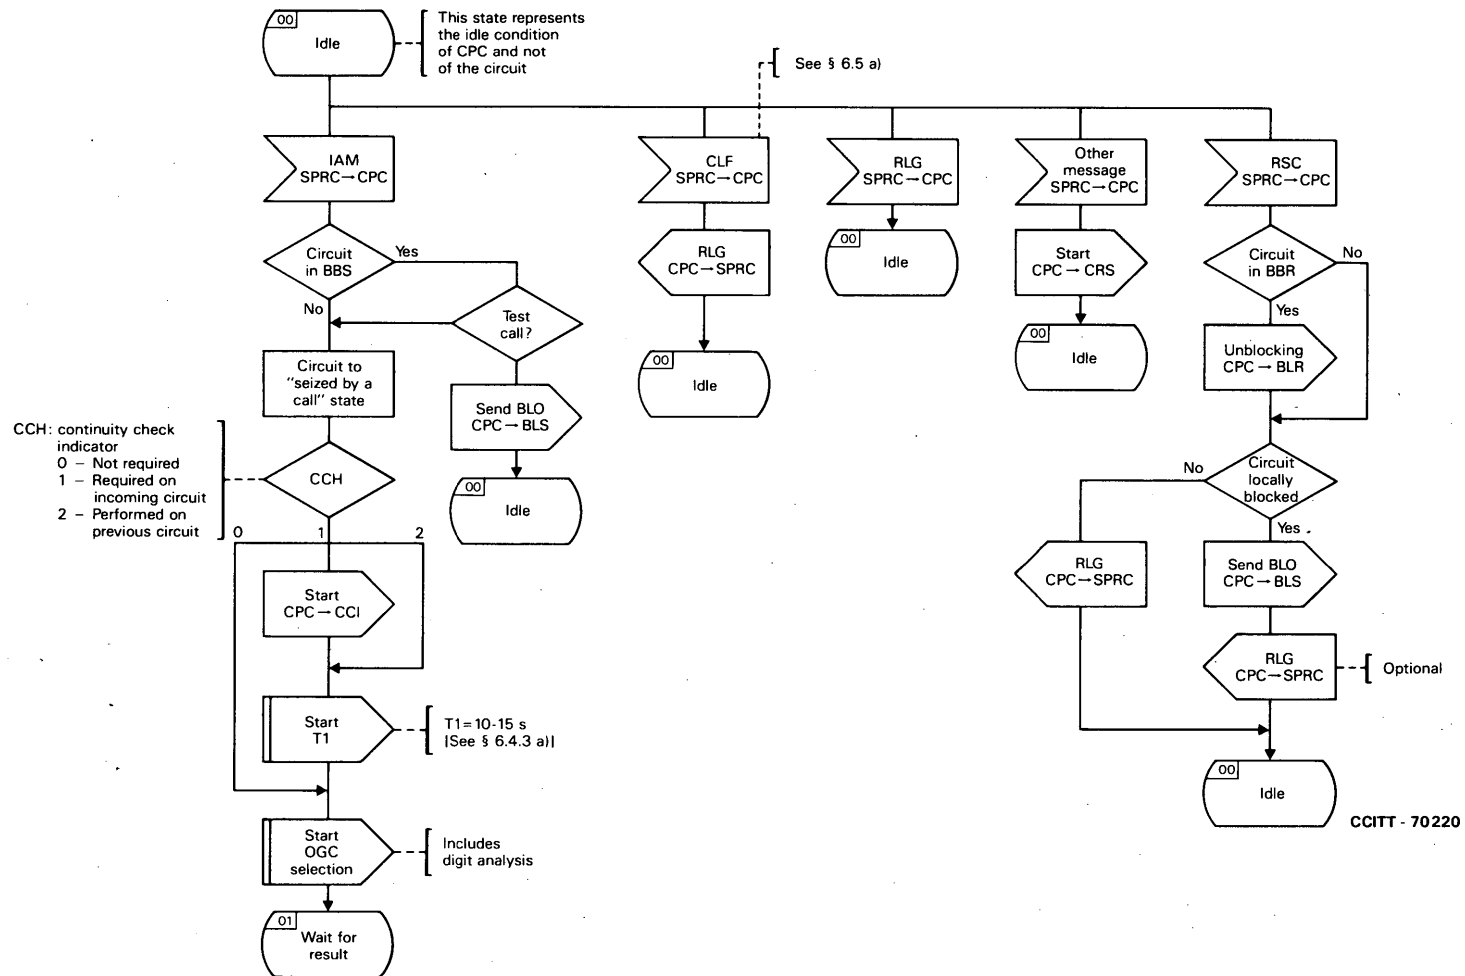 00
Idle
This state represents
the idle condition
of CPC and not
of the circuit
See § 6.5 a)
IAM
SPRC→CPC
CLF
SPRC→CPC
RLG
SPRC→CPC
Other
message
SPRC→CPC
RSC
SPRC→CPC
Circuit
in BBS
Yes
No
Test
call?
RLG
CPC→SPRC
00
Idle
Start
CPC→CRS
Circuit
in BBR
No
Yes
Circuit to
"seized by a
call" state
Send BLO
CPC→BLS
00
Idle
00
Idle
00
Idle
Unblocking
CPC→BLR
CCH: continuity check
indicator
0 – Not required
1 – Required on
incoming circuit
2 – Performed on
previous circuit
CCH
0
1
2
Circuit
locally
blocked
No
Yes
Start
CPC→CCI
RLG
CPC→SPRC
Send BLO
CPC→BLS
RLG
CPC→SPRC
Optional
Start
T1
T1=10-15 s
|See § 6.4.3 a)|
00
Idle
CCITT - 70220
Start
OGC
selection
Includes
digit analysis
01
Wait for
result